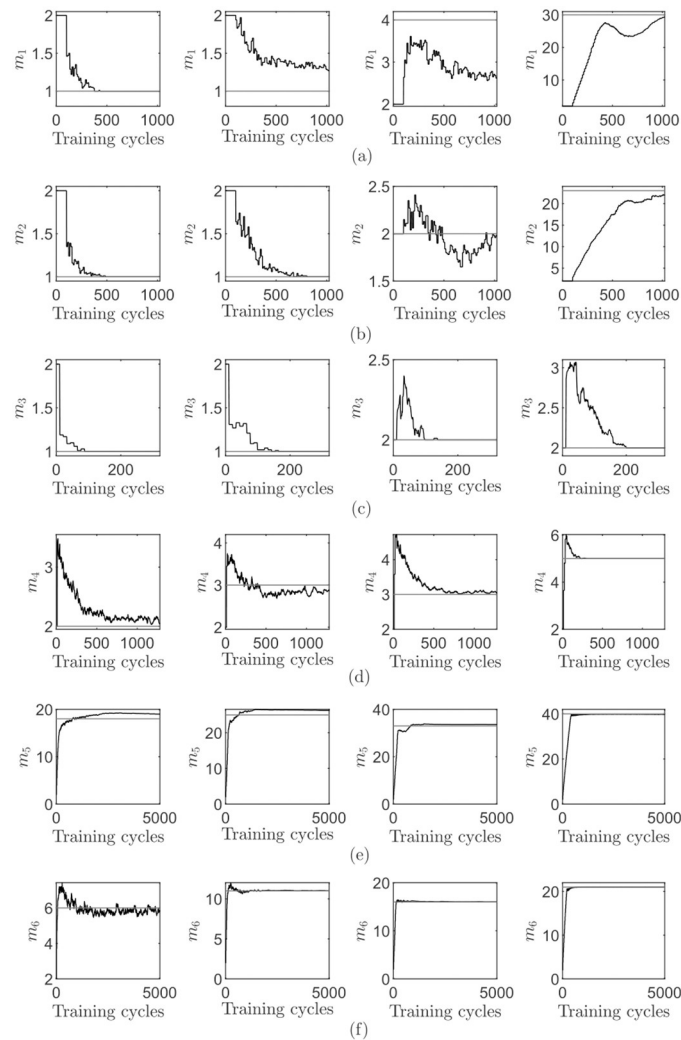 2 2 4 30
m₁ 1.5 m₁ 1.5 m₁ 3 m₁ 20
10
1 1 2
0 500 1000 0 500 1000 0 500 1000 0 500 1000
Training cycles Training cycles Training cycles Training cycles
(a)
2 2 2.5
20
m₂ 1.5 m₂ 1.5 m₂ 2 m₂ 15
10
1 1 1.5 5
0 500 1000 0 500 1000 0 500 1000 0 500 1000
Training cycles Training cycles Training cycles Training cycles
(b)
2 2 2.5 3
m₃ 1.5 m₃ 1.5 m₃ m₃ 2.5
1 1 2 2
0 200 0 200 0 200 0 200
Training cycles Training cycles Training cycles Training cycles
(c)
4 6
m₄ 3 m₄ 3 m₄ 4 m₄ 4
3
2 2 2 2
0 500 1000 0 500 1000 0 500 1000 0 500 1000
Training cycles Training cycles Training cycles Training cycles
(d)
20 40 40
m₅ 10 m₅ 20 m₅ 20 m₅ 20
10
0 0 0 0
0 5000 0 5000 0 5000 0 5000
Training cycles Training cycles Training cycles Training cycles
(e)
20 20
m₆ 6 m₆ 10 m₆ 10 m₆ 10
4 5
2 0 0 0
0 5000 0 5000 0 5000 0 5000
Training cycles Training cycles Training cycles Training cycles
(f)